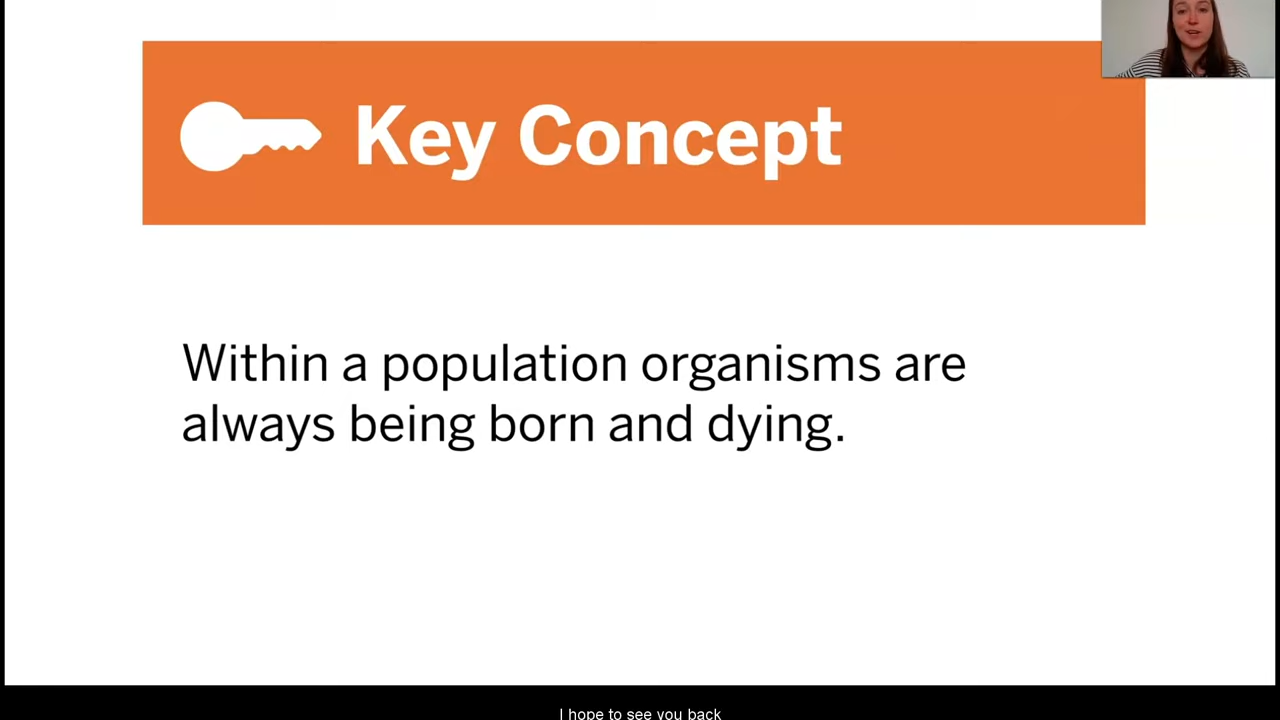 Key Concept
Within a population organisms are
always being born and dying.
I hope to see you back